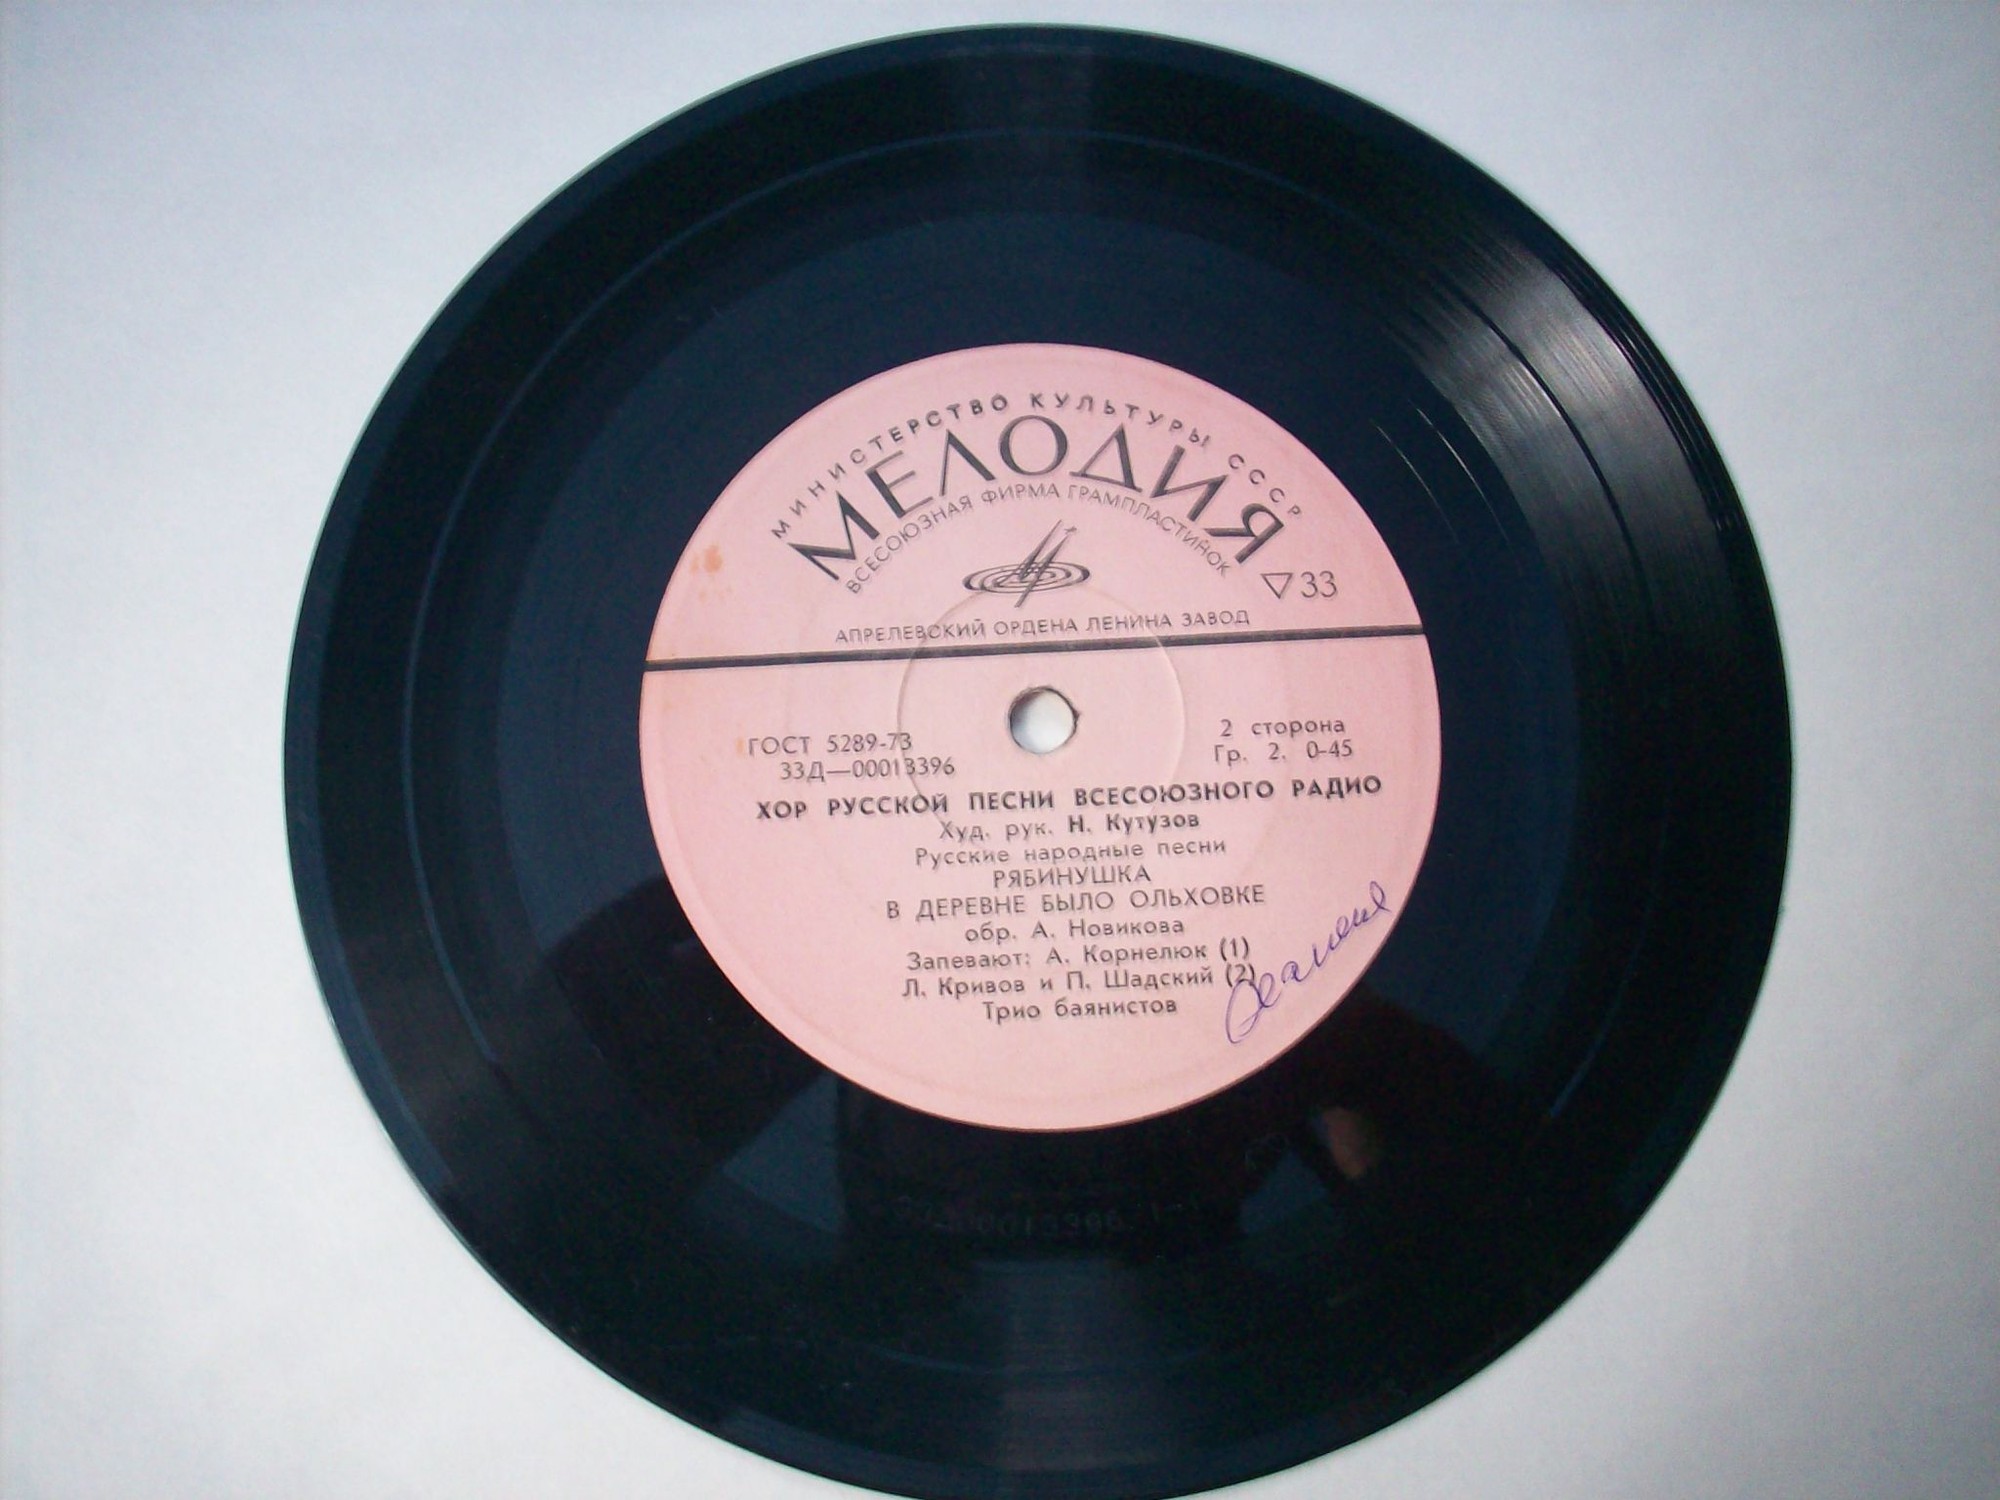 МИНИСТЕРСТВО КУЛЬТУРЫ СССР
МЕЛОДИЯ
ВСЕСОЮЗНАЯ ФИРМА ГРАМПЛАСТИНОК
▽33
АПРЕЛЕВСКИЙ ОРДЕНА ЛЕНИНА ЗАВОД
ГОСТ 5289-73
2 сторона
33Д—00013396
Гр. 2. 0-45
ХОР РУССКОЙ ПЕСНИ ВСЕСОЮЗНОГО РАДИО
Худ. рук. Н. Кутузов
Русские народные песни
РЯБИНУШКА
В ДЕРЕВНЕ БЫЛО ОЛЬХОВКЕ
обр. А. Новикова
Запевают: А. Корнелюк (1)
Л. Кривов и П. Шадский (2)
Трио баянистов